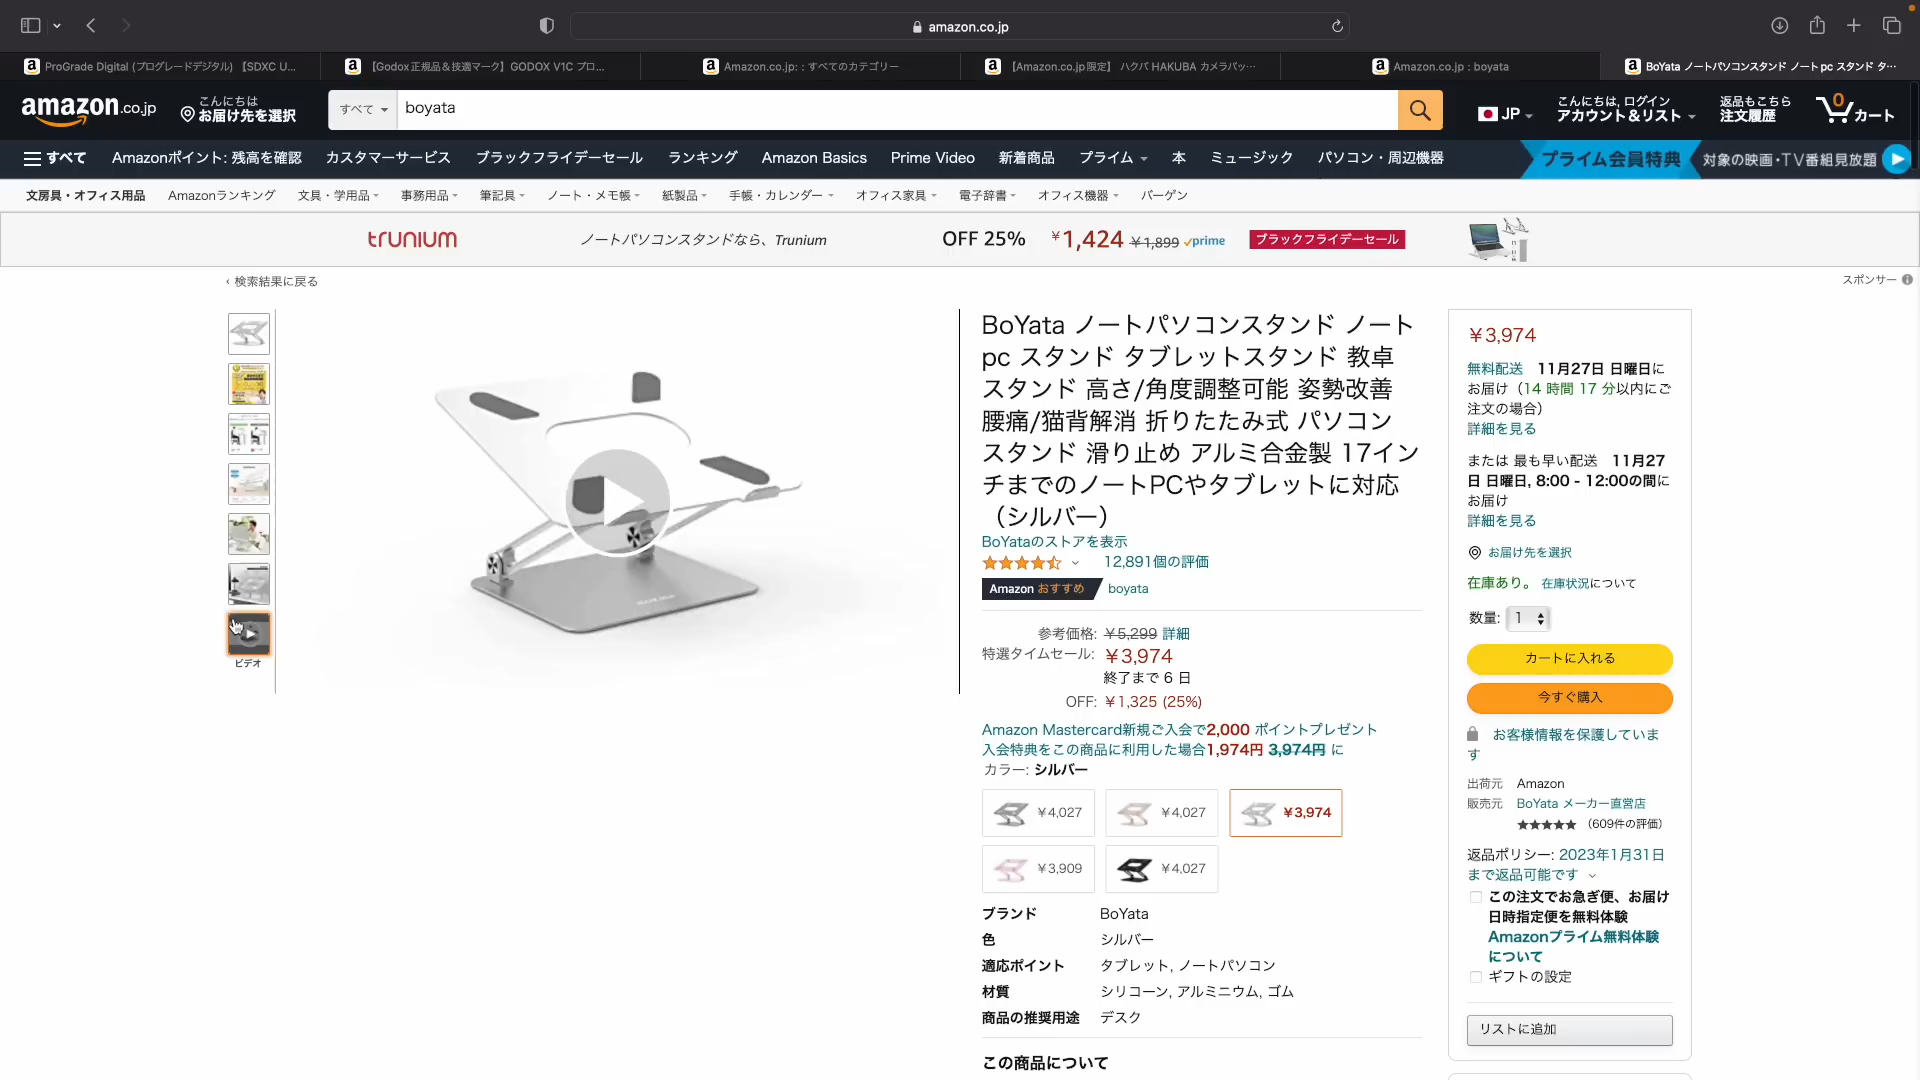 amazon.co.jp
ProGrade Digital (プログレードデジタル) 【SDXC U...
【Godox正規品＆技適マーク】GODOX V1C プロ...
Amazon.co.jp: : すべてのカテゴリー
【Amazon.co.jp限定】 ハクバ HAKUBA カメラバッ…
Amazon.co.jp : boyata
BoYata ノートパソコンスタンド ノートpc スタンド タ…
amazon.co.jp
こんにちは
お届け先を選択
すべて
boyata
JP
こんにちは, ログイン
アカウント＆リスト
返品もこちら
注文履歴
0
カート
すべて
Amazonポイント: 残高を確認
カスタマーサービス
ブラックフライデーセール
ランキング
Amazon Basics
Prime Video
新着商品
プライム
本
ミュージック
パソコン・周辺機器
プライム会員特典
対象の映画・TV番組見放題
文房具・オフィス用品
Amazonランキング
文具・学用品
事務用品
筆記具
ノート・メモ帳
紙製品
手帳・カレンダー
オフィス家具
電子辞書
オフィス機器
バーゲン
trunium
ノートパソコンスタンドなら、Trunium
OFF 25%
￥1,424 ￥1,899 prime
ブラックフライデーセール
‹ 検索結果に戻る
スポンサー
ビデオ
BoYata ノートパソコンスタンド ノート
pc スタンド タブレットスタンド 教卓
スタンド 高さ/角度調整可能 姿勢改善
腰痛/猫背解消 折りたたみ式 パソコン
スタンド 滑り止め アルミ合金製 17イン
チまでのノートPCやタブレットに対応
（シルバー）
BoYataのストアを表示
12,891個の評価
Amazon おすすめ
boyata
参考価格: ￥5,299 詳細
特選タイムセール: ￥3,974
終了まで 6 日
OFF: ￥1,325 (25%)
Amazon Mastercard新規ご入会で2,000 ポイントプレゼント
入会特典をこの商品に利用した場合1,974円 3,974円 に
カラー: シルバー
￥4,027
￥4,027
￥3,974
￥3,909
￥4,027
ブランド BoYata
色 シルバー
適応ポイント タブレット, ノートパソコン
材質 シリコーン, アルミニウム, ゴム
商品の推奨用途 デスク
この商品について
￥3,974
無料配送 11月27日 日曜日に
お届け（14 時間 17 分以内にご
注文の場合）
詳細を見る
または 最も早い配送 11月27
日 日曜日, 8:00 - 12:00の間に
お届け
詳細を見る
お届け先を選択
在庫あり。 在庫状況について
数量: 1
カートに入れる
今すぐ購入
お客様情報を保護していま
す
出荷元 Amazon
販売元 BoYata メーカー直営店
（609件の評価）
返品ポリシー: 2023年1月31日
まで返品可能です
この注文でお急ぎ便、お届け
日時指定便を無料体験
Amazonプライム無料体験
について
ギフトの設定
リストに追加